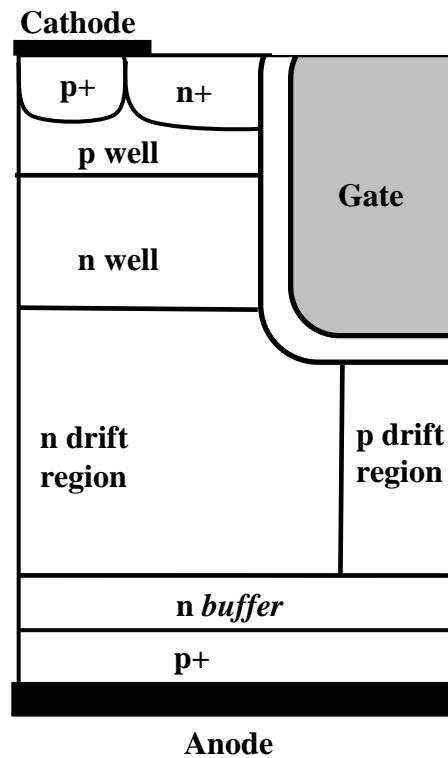 Cathode
p+
n+
p well
Gate
n well
n drift
region
p drift
region
n buffer
p+
Anode